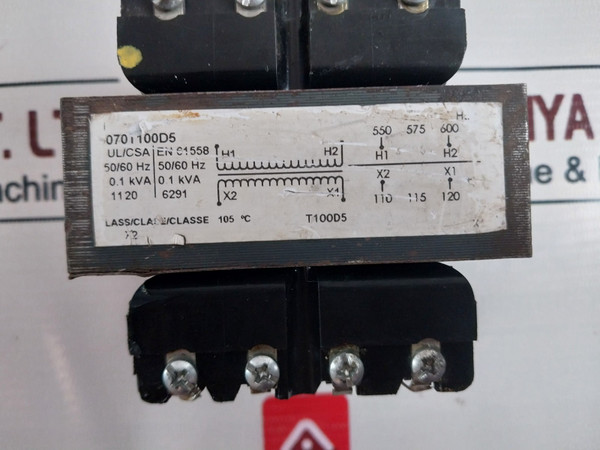 H
0701100D5
UL/CSA EN 61558
50/60 Hz 50/60 Hz
0.1 kVA 0.1 kVA
1120 6291
H1 H2
X2 X1
550 575 600
H1 H2
X2 X1
110 115 120
LASS/CLASE/CLASSE 105 °C T100D5
X2
T. L
achin
IYA
e &